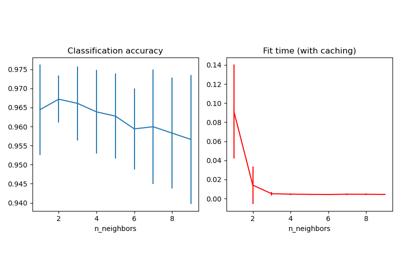 Classification accuracy
0.975
0.970
0.965
0.960
0.955
0.950
0.945
0.940
2 4 6 8
n_neighbors
Fit time (with caching)
0.14
0.12
0.10
0.08
0.06
0.04
0.02
0.00
2 4 6 8
n_neighbors